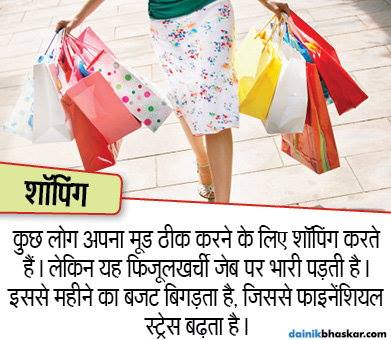 शॉपिंग
कुछ लोग अपना मूड ठीक करने के लिए शॉपिंग करते
हैं। लेकिन यह फिजूलखर्ची जेब पर भारी पड़ती है।
इससे महीने का बजट बिगड़ता है, जिससे फाइनेंशियल
स्ट्रेस बढ़ता है।
dainikbhaskar.com